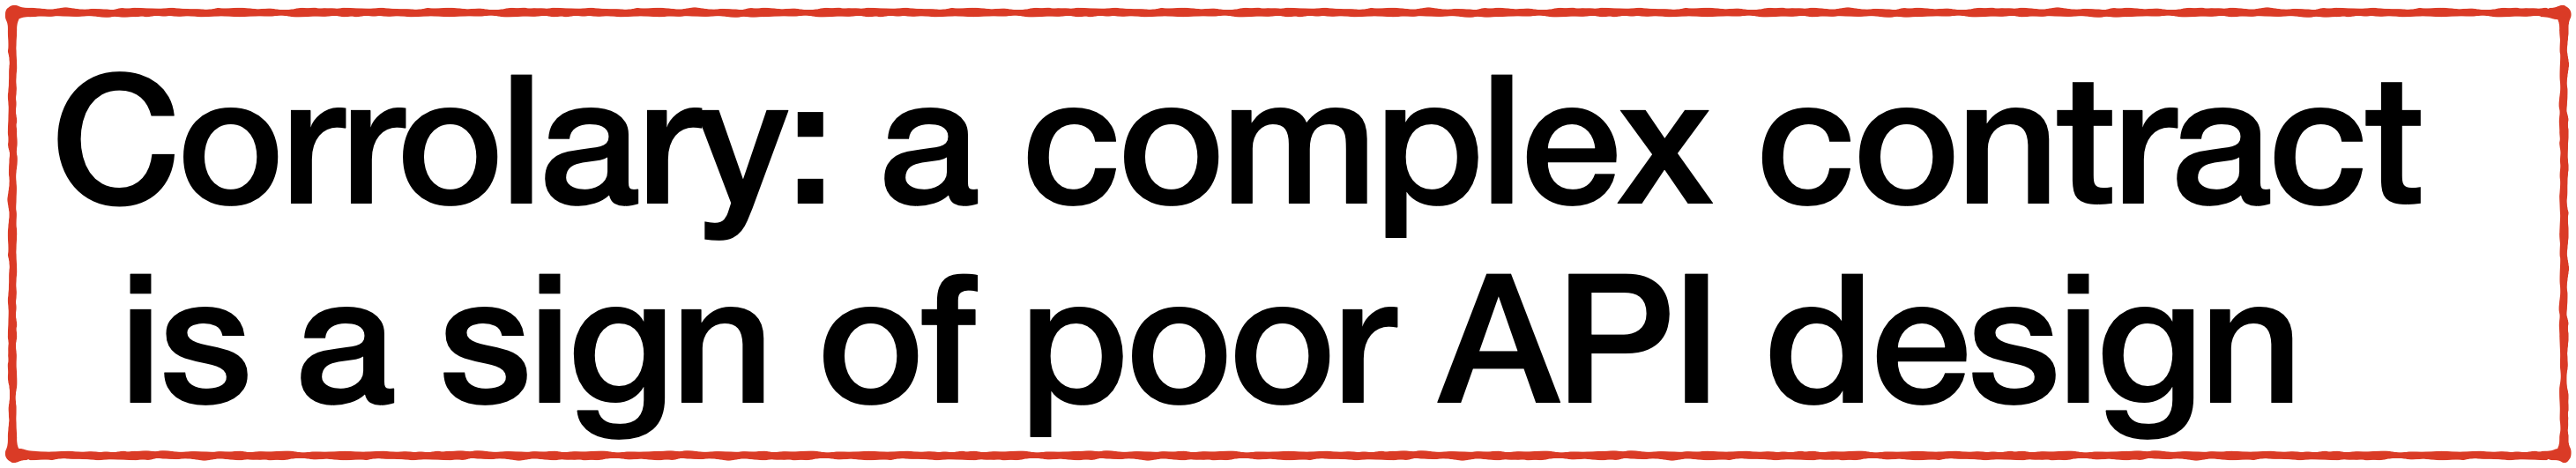 Corrolary: a complex contract
is a sign of poor API design